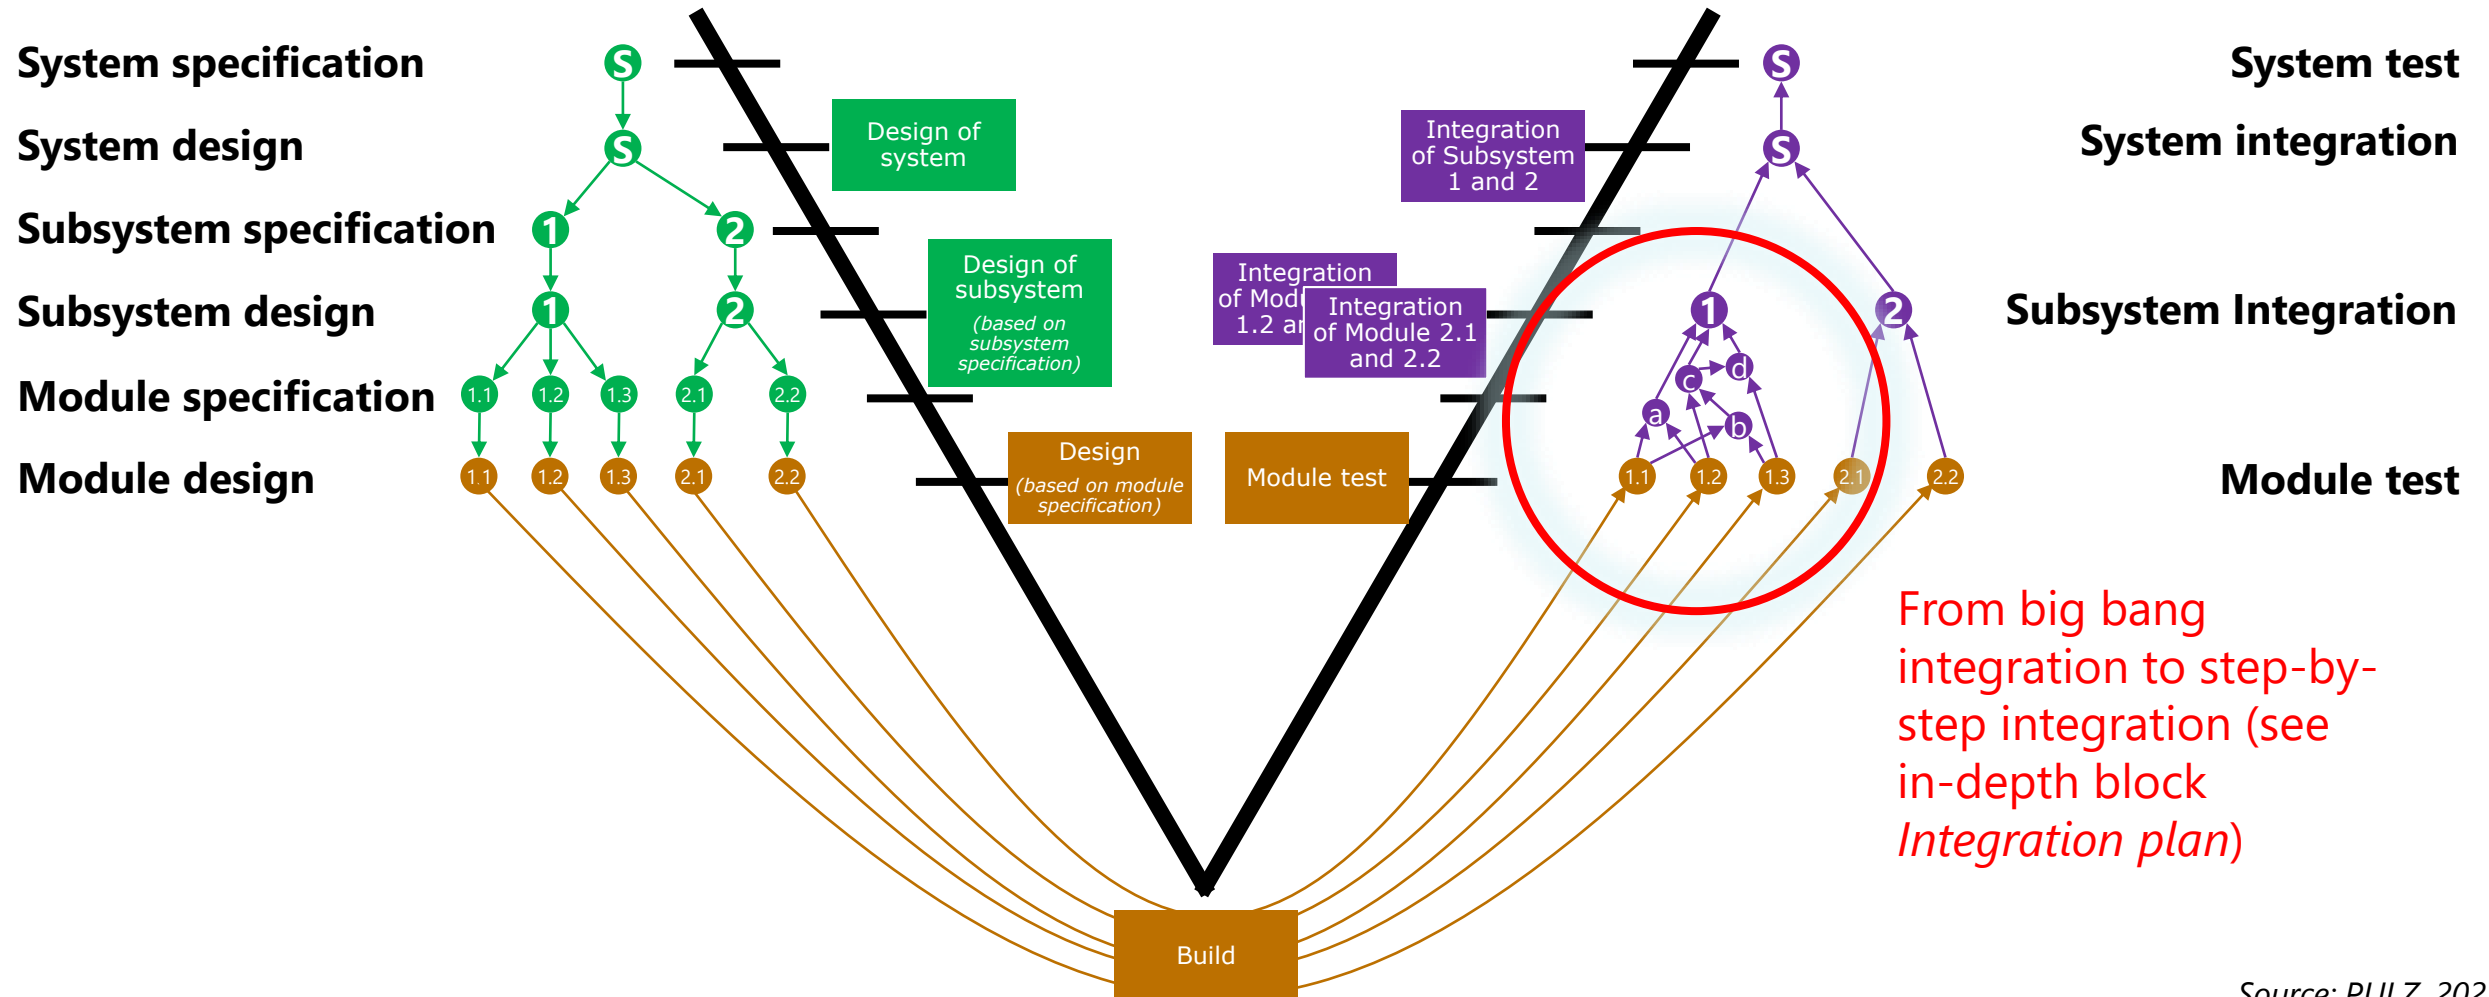 System specification
S
System test
System design
S
Design of
system
Integration
of Subsystem
1 and 2
S
System integration
Subsystem specification
1
2
Subsystem design
1
2
Design of
subsystem
(based on
subsystem
specification)
Integration
1.2
Integration
of Module 2.1
and 2.2
1
2
Subsystem Integration
Module specification
1.1
1.2
1.3
2.1
2.2
a
b
c
d
Module design
1.1
1.2
1.3
2.1
2.2
Design
(based on module
specification)
Module test
1.1
1.2
1.3
2.1
2.2
Module test
From big bang
integration to step-by-
step integration (see
in-depth block
Integration plan)
Build
Source: PULZ, 202